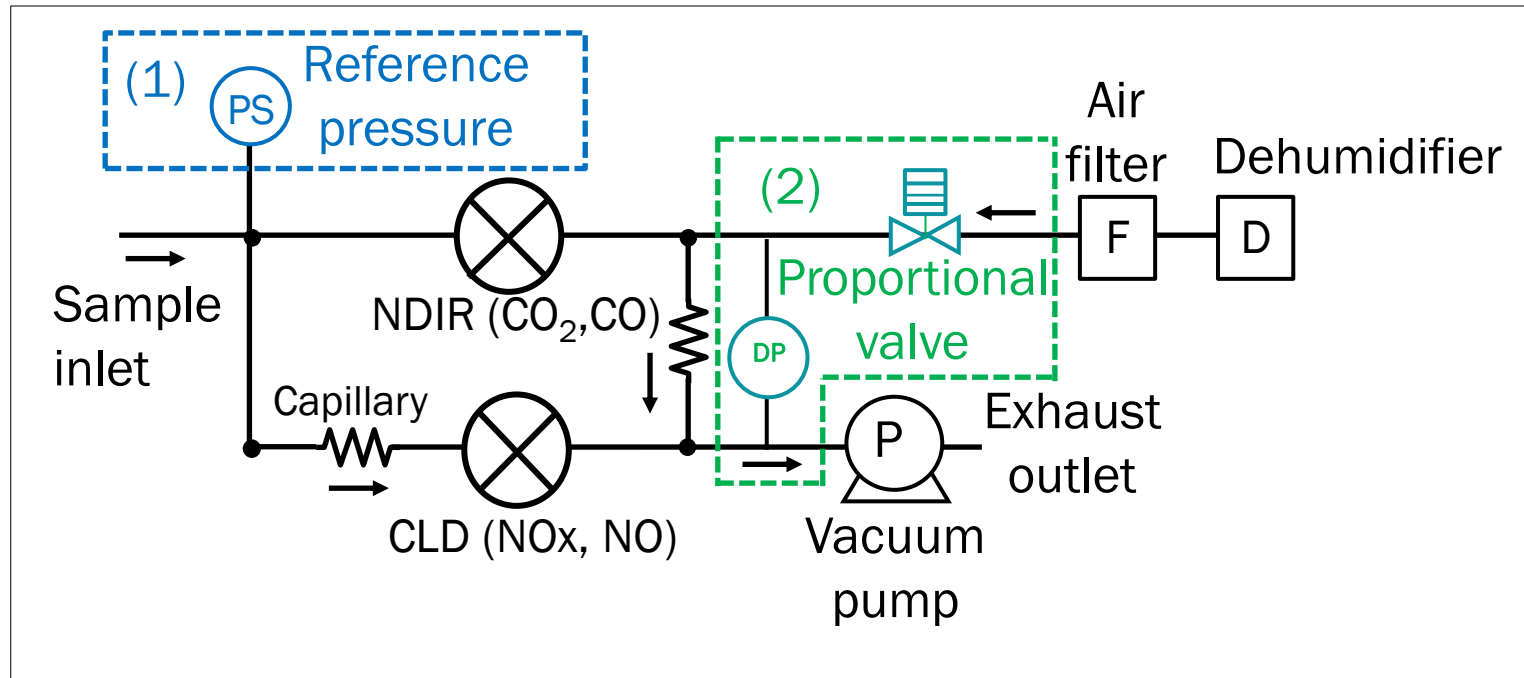 (1)
PS
Reference
pressure
Air
filter
Dehumidifier
(2)
F
D
Sample
inlet
NDIR (CO₂,CO)
Proportional
valve
DP
Capillary
P
Exhaust
outlet
CLD (NOx, NO)
Vacuum
pump